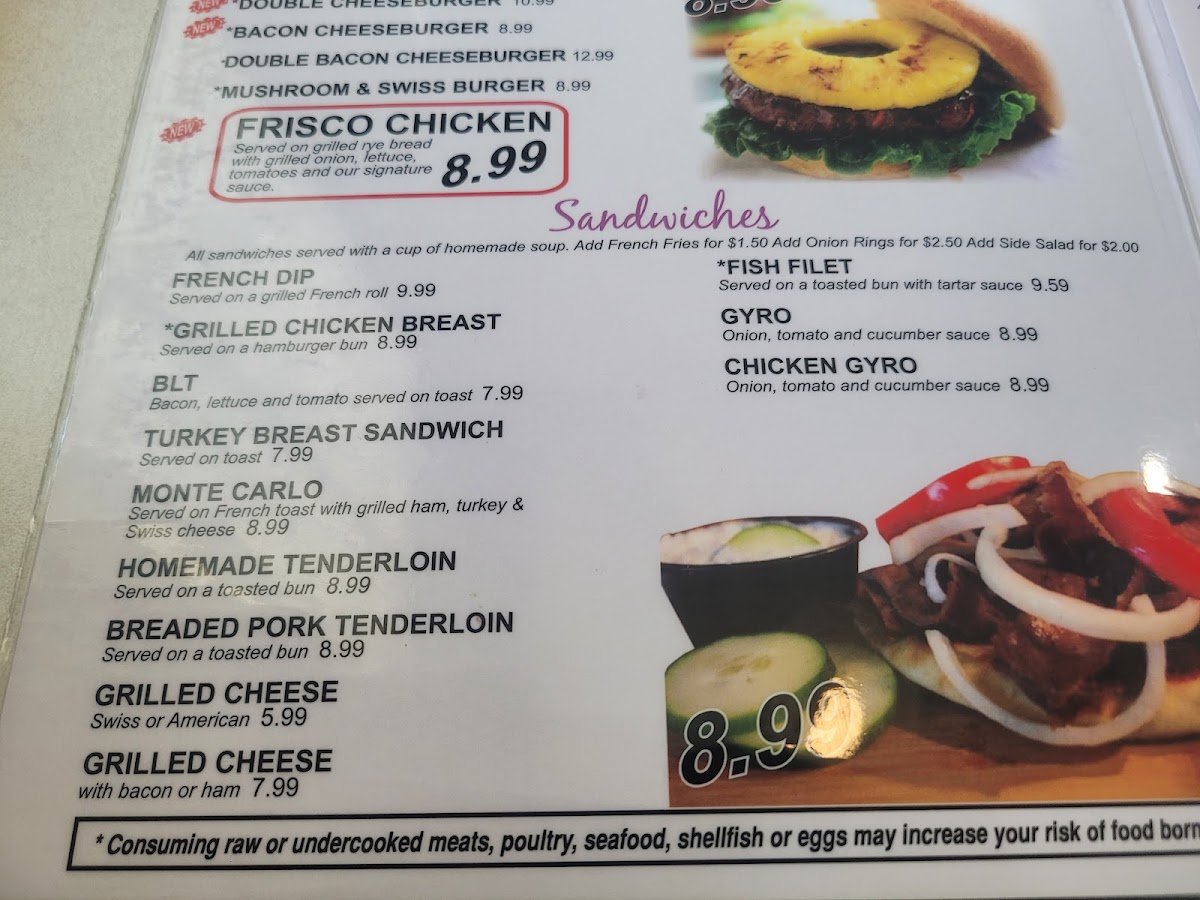 NEW *DOUBLE CHEESEBURGER 10.99
NEW *BACON CHEESEBURGER 8.99
*DOUBLE BACON CHEESEBURGER 12.99
*MUSHROOM & SWISS BURGER 8.99
NEW
FRISCO CHICKEN
Served on grilled rye bread
with grilled onion, lettuce,
tomatoes and our signature
sauce.
8.99
Sandwiches
All sandwiches served with a cup of homemade soup. Add French Fries for $1.50 Add Onion Rings for $2.50 Add Side Salad for $2.00
FRENCH DIP
Served on a grilled French roll 9.99
*GRILLED CHICKEN BREAST
Served on a hamburger bun 8.99
BLT
Bacon, lettuce and tomato served on toast 7.99
TURKEY BREAST SANDWICH
Served on toast 7.99
MONTE CARLO
Served on French toast with grilled ham, turkey &
Swiss cheese 8.99
HOMEMADE TENDERLOIN
Served on a toasted bun 8.99
BREADED PORK TENDERLOIN
Served on a toasted bun 8.99
GRILLED CHEESE
Swiss or American 5.99
GRILLED CHEESE
with bacon or ham 7.99
*FISH FILET
Served on a toasted bun with tartar sauce 9.59
GYRO
Onion, tomato and cucumber sauce 8.99
CHICKEN GYRO
Onion, tomato and cucumber sauce 8.99
8.99
* Consuming raw or undercooked meats, poultry, seafood, shellfish or eggs may increase your risk of food born